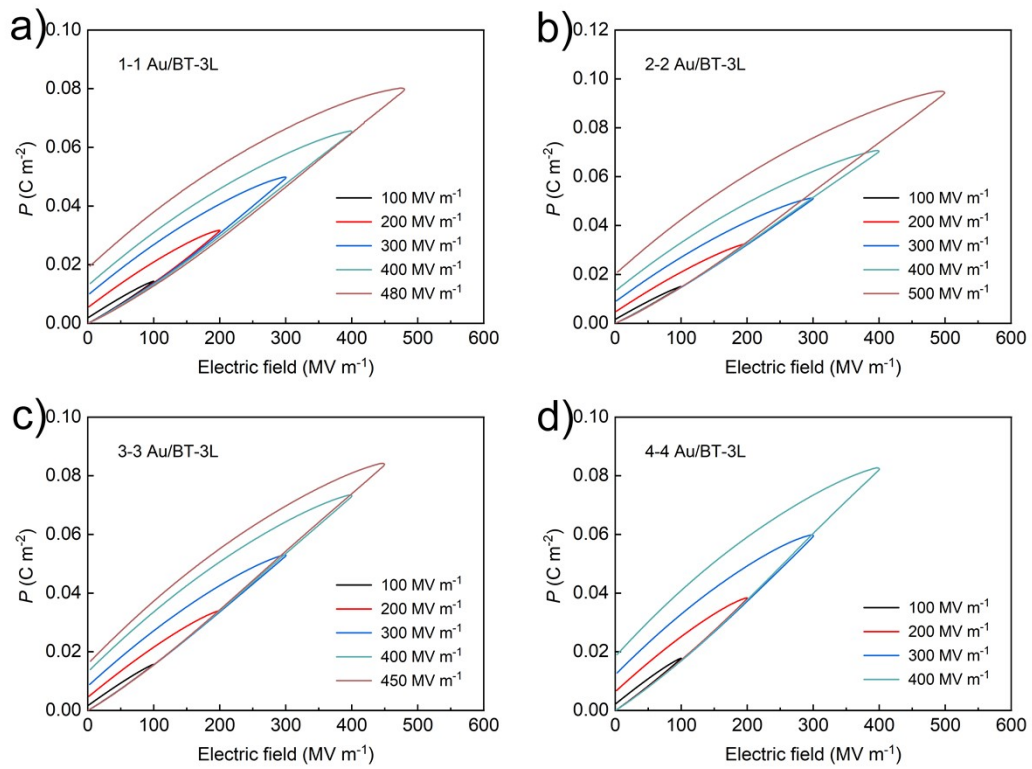 a)
1-1 Au/BT-3L
P (C m⁻²)
0.10
0.08
0.06
0.04
0.02
0.00
100 MV m⁻¹
200 MV m⁻¹
300 MV m⁻¹
400 MV m⁻¹
480 MV m⁻¹
0 100 200 300 400 500 600
Electric field (MV m⁻¹)
b)
2-2 Au/BT-3L
P (C m⁻²)
0.12
0.10
0.08
0.06
0.04
0.02
0.00
100 MV m⁻¹
200 MV m⁻¹
300 MV m⁻¹
400 MV m⁻¹
500 MV m⁻¹
0 100 200 300 400 500 600
Electric field (MV m⁻¹)
c)
3-3 Au/BT-3L
P (C m⁻²)
0.10
0.08
0.06
0.04
0.02
0.00
100 MV m⁻¹
200 MV m⁻¹
300 MV m⁻¹
400 MV m⁻¹
450 MV m⁻¹
0 100 200 300 400 500 600
Electric field (MV m⁻¹)
d)
4-4 Au/BT-3L
P (C m⁻²)
0.10
0.08
0.06
0.04
0.02
0.00
100 MV m⁻¹
200 MV m⁻¹
300 MV m⁻¹
400 MV m⁻¹
0 100 200 300 400 500 600
Electric field (MV m⁻¹)